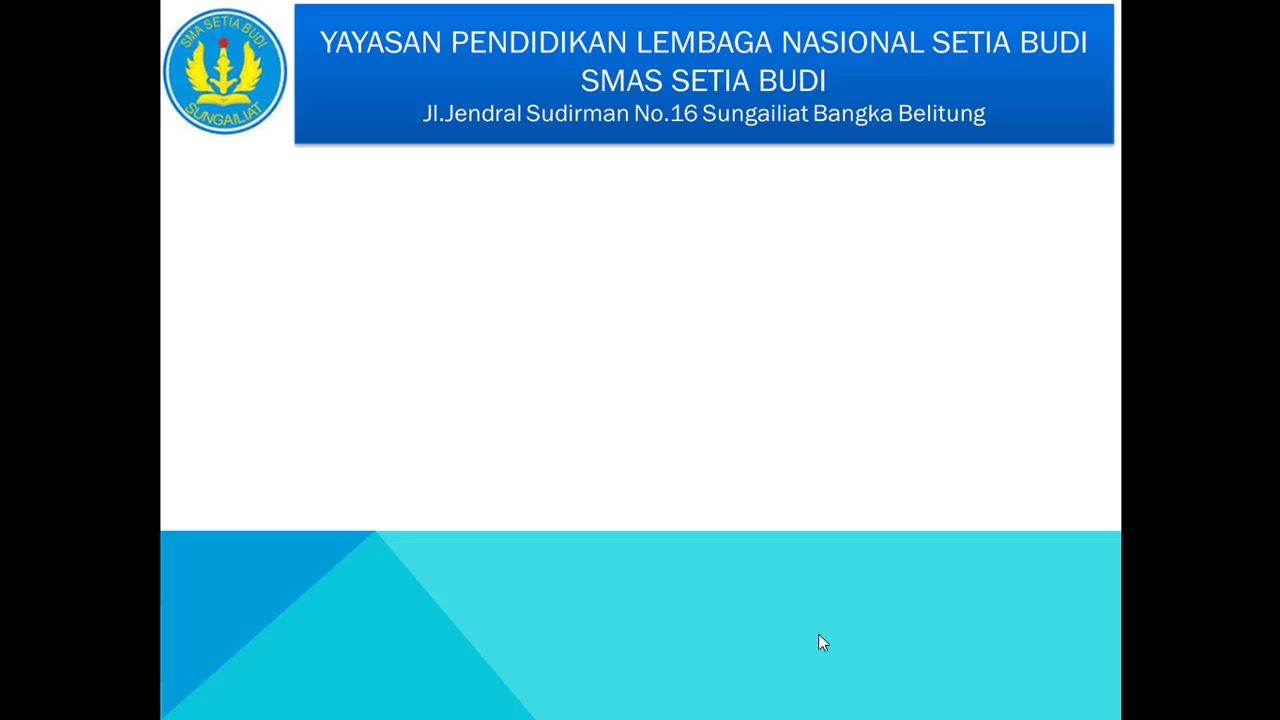 SMA SETIA BUDI
SUNGAILIAT
YAYASAN PENDIDIKAN LEMBAGA NASIONAL SETIA BUDI
SMAS SETIA BUDI
Jl.Jendral Sudirman No.16 Sungailiat Bangka Belitung